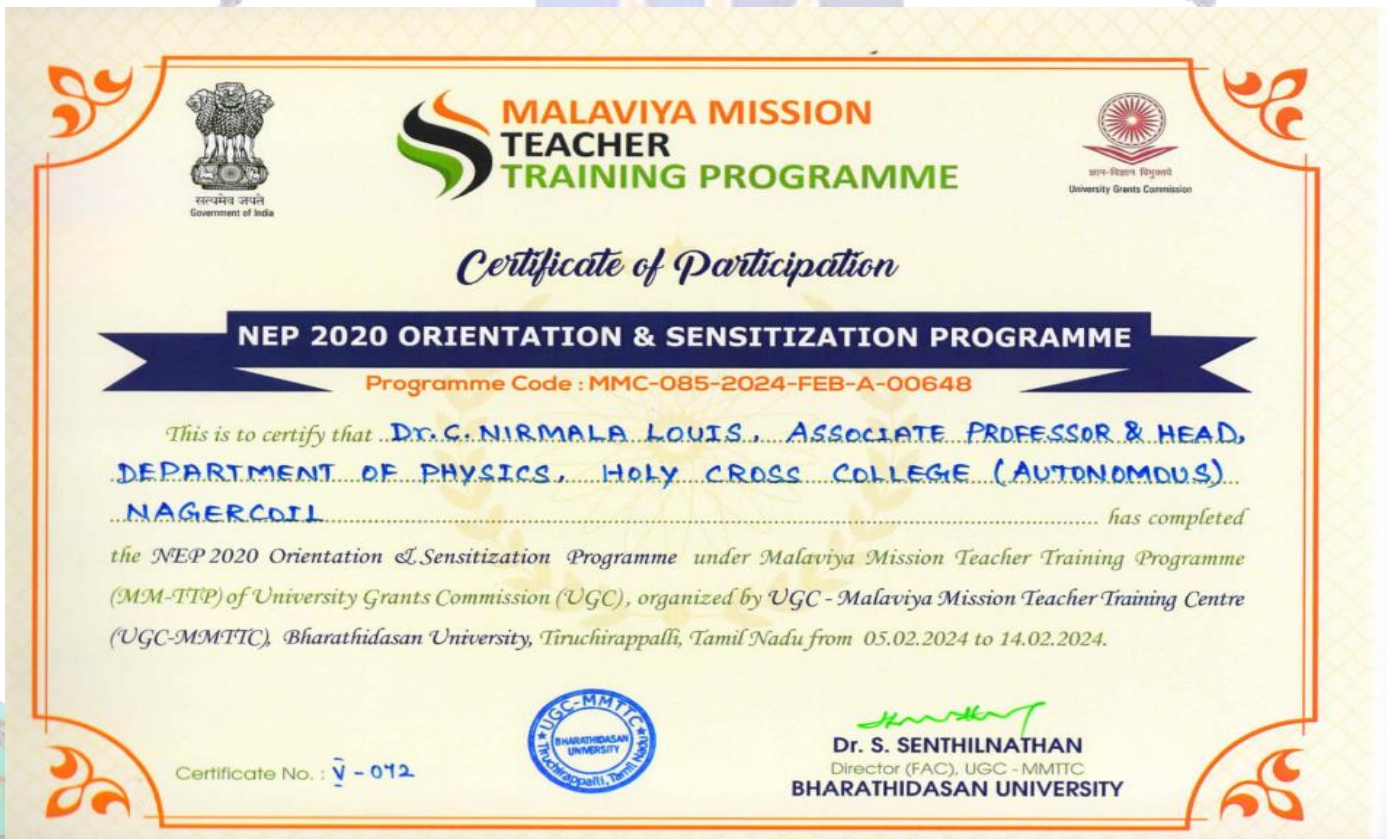 MALAVIYA MISSION
TEACHER
TRAINING PROGRAMME
सत्यमेव जयते
Government of India
ज्ञान-विज्ञान विमुक्तये
University Grants Commission
Certificate of Participation
NEP 2020 ORIENTATION & SENSITIZATION PROGRAMME
Programme Code : MMC-085-2024-FEB-A-00648
This is to certify that Dr. C. NIRMALA LOUIS, ASSOCIATE PROFESSOR & HEAD,
DEPARTMENT OF PHYSICS, HOLY CROSS COLLEGE (AUTONOMOUS)
NAGERCOIL has completed
the NEP 2020 Orientation & Sensitization Programme under Malaviya Mission Teacher Training Programme
(MM-TTP) of University Grants Commission (UGC), organized by UGC - Malaviya Mission Teacher Training Centre
(UGC-MMTTC), Bharathidasan University, Tiruchirappalli, Tamil Nadu from 05.02.2024 to 14.02.2024.
UGC-MMTTC
BHARATHIDASAN
UNIVERSITY
Tiruchirappalli, Tamil Nadu
Dr. S. SENTHILNATHAN
Director (FAC), UGC - MMTTC
BHARATHIDASAN UNIVERSITY
Certificate No. : V - 072